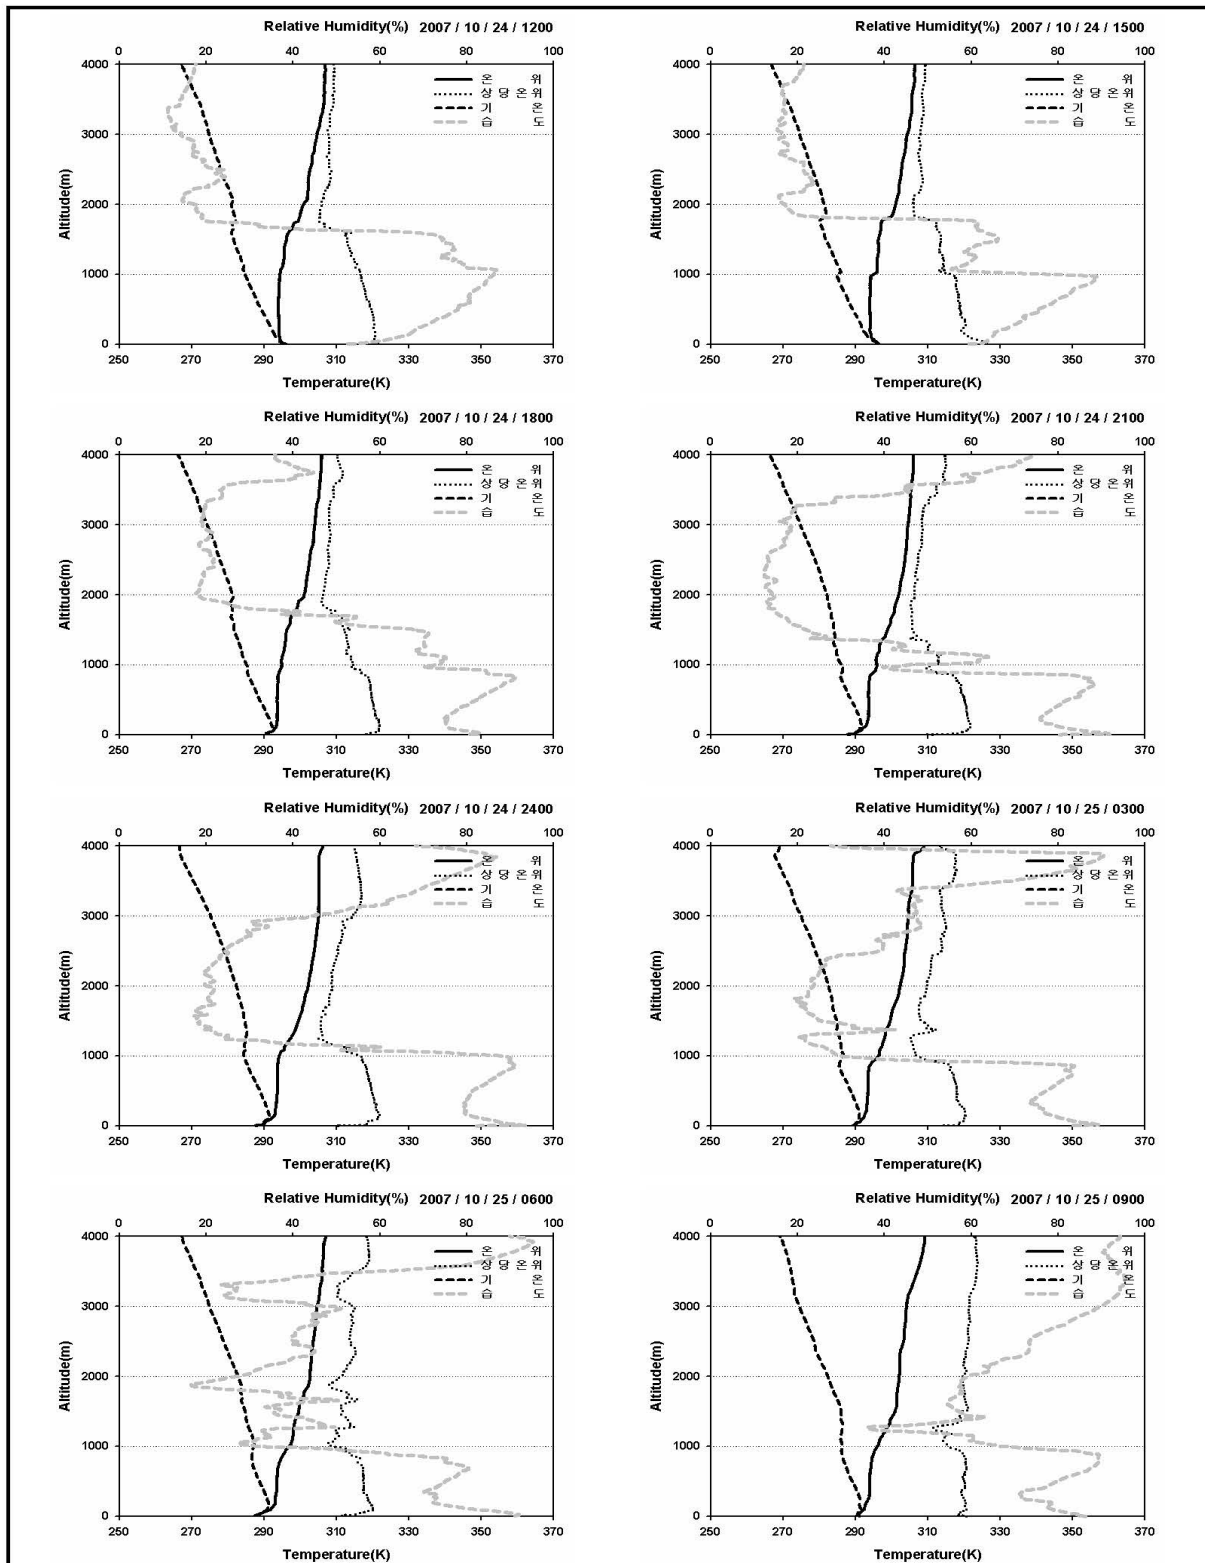 Relative Humidity(%) 2007 / 10 / 24 / 1200
0 20 40 60 80 100
4000
3000
2000
1000
0
Altitude(m)
온 위
상 당 온 위
기 온
습 도
250 270 290 310 330 350 370
Temperature(K)
Relative Humidity(%) 2007 / 10 / 24 / 1500
0 20 40 60 80 100
4000
3000
2000
1000
0
Altitude(m)
온 위
상 당 온 위
기 온
습 도
250 270 290 310 330 350 370
Temperature(K)
Relative Humidity(%) 2007 / 10 / 24 / 1800
0 20 40 60 80 100
4000
3000
2000
1000
0
Altitude(m)
온 위
상 당 온 위
기 온
습 도
250 270 290 310 330 350 370
Temperature(K)
Relative Humidity(%) 2007 / 10 / 24 / 2100
0 20 40 60 80 100
4000
3000
2000
1000
0
Altitude(m)
온 위
상 당 온 위
기 온
습 도
250 270 290 310 330 350 370
Temperature(K)
Relative Humidity(%) 2007 / 10 / 24 / 2400
0 20 40 60 80 100
4000
3000
2000
1000
0
Altitude(m)
온 위
상 당 온 위
기 온
습 도
250 270 290 310 330 350 370
Temperature(K)
Relative Humidity(%) 2007 / 10 / 25 / 0300
0 20 40 60 80 100
4000
3000
2000
1000
0
Altitude(m)
온 위
상 당 온 위
기 온
습 도
250 270 290 310 330 350 370
Temperature(K)
Relative Humidity(%) 2007 / 10 / 25 / 0600
0 20 40 60 80 100
4000
3000
2000
1000
0
Altitude(m)
온 위
상 당 온 위
기 온
습 도
250 270 290 310 330 350 370
Temperature(K)
Relative Humidity(%) 2007 / 10 / 25 / 0900
0 20 40 60 80 100
4000
3000
2000
1000
0
Altitude(m)
온 위
상 당 온 위
기 온
습 도
250 270 290 310 330 350 370
Temperature(K)